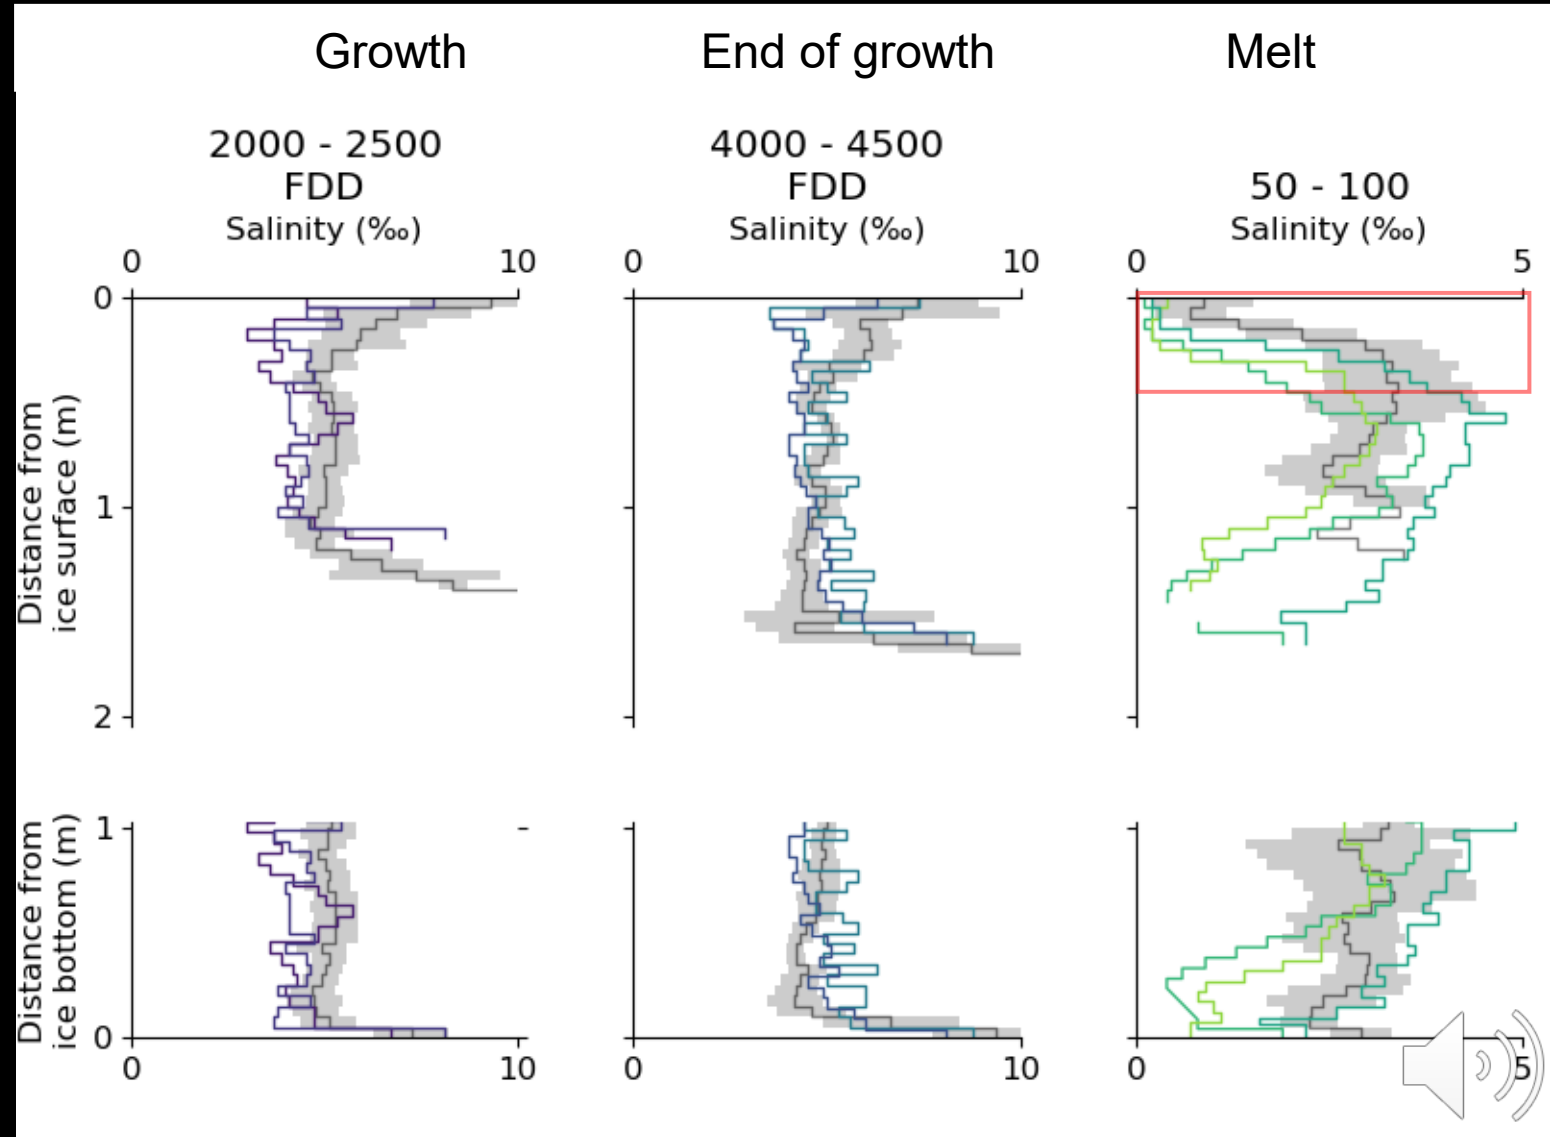 Growth
End of growth
Melt
2000 - 2500
FDD
Salinity (‰)
4000 - 4500
FDD
Salinity (‰)
50 - 100
Salinity (‰)
0 10
0 10
0 5
Distance from
ice surface (m)
0
1
2
Distance from
ice bottom (m)
1
0
0 10
0 10
0 5